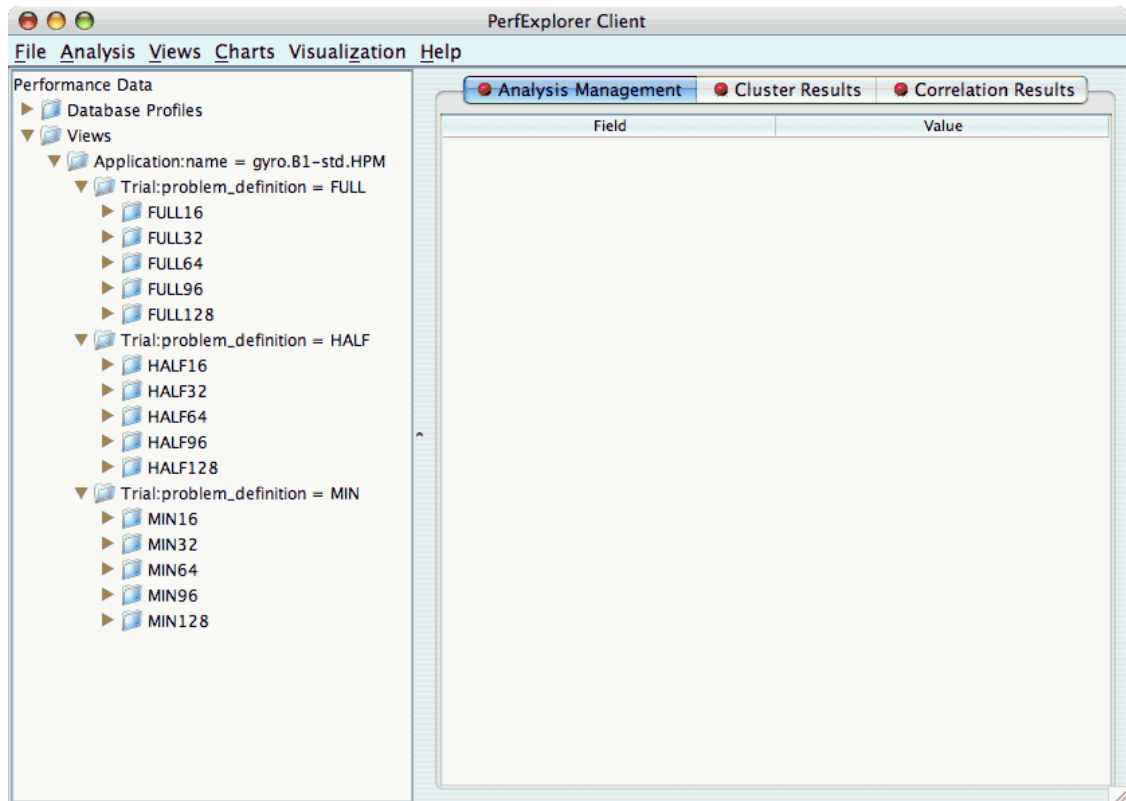 PerfExplorer Client
File Analysis Views Charts Visualization Help
Performance Data
Database Profiles
Views
Application:name = gyro.B1-std.HPM
Trial:problem_definition = FULL
FULL16
FULL32
FULL64
FULL96
FULL128
Trial:problem_definition = HALF
HALF16
HALF32
HALF64
HALF96
HALF128
Trial:problem_definition = MIN
MIN16
MIN32
MIN64
MIN96
MIN128
Analysis Management Cluster Results Correlation Results
Field Value